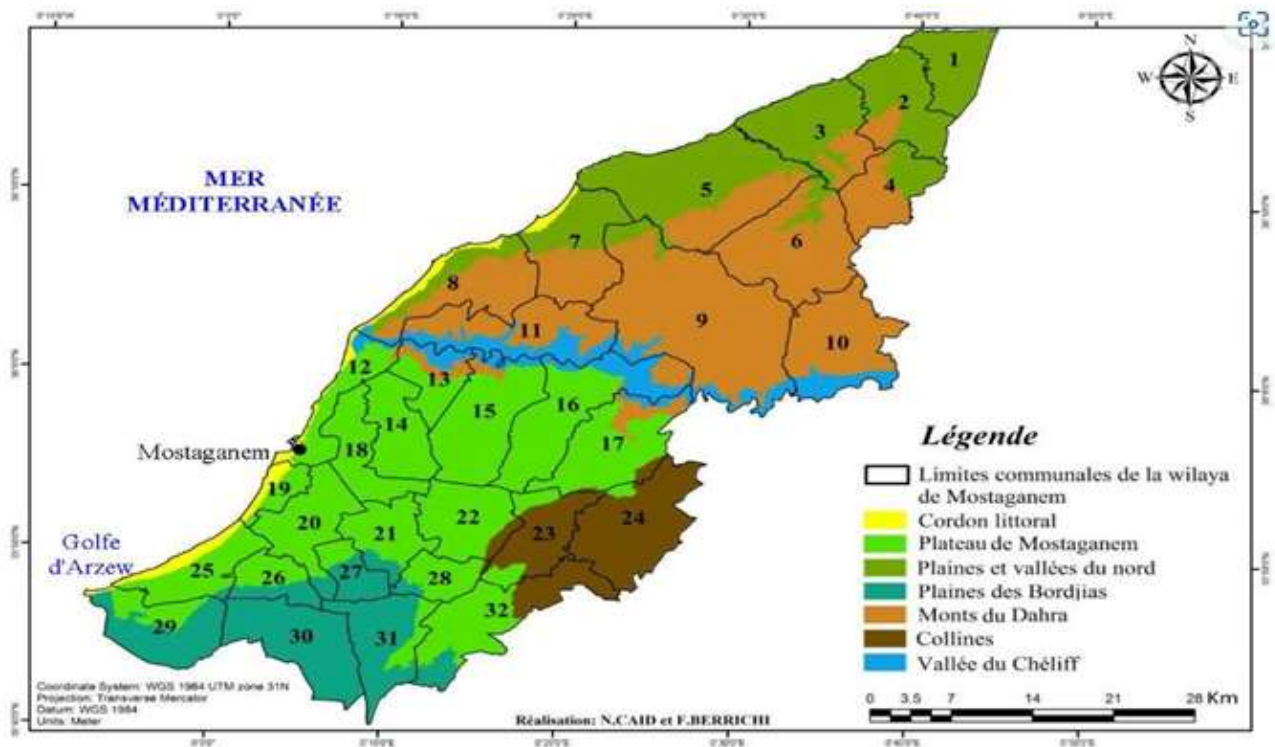 N
W
E
S
1
2
3
4
5
6
7
8
9
10
11
12
13
14
15
16
17
18
19
20
21
22
23
24
25
26
27
28
29
30
31
32
MER
MÉDITERRANÉE
Mostaganem
Golfe
d'Arzew
Légende
Limites communales de la wilaya
de Mostaganem
Cordon littoral
Plateau de Mostaganem
Plaines et vallées du nord
Plaines des Bordjias
Monts du Dahra
Collines
Vallée du Chéliff
0 3.5 7 14 21 28 Km
Coordinate System: WGS 1984 UTM zone 31N
Projection: Transverse Mercator
Datum: WGS 1984
Units: Meter
Réalisation: N.CAID et F.BERRICHI